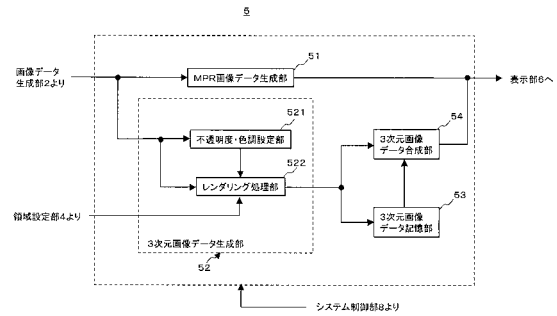 5
51
画像データ
生成部2より
MPR画像データ生成部
表示部6へ
521
不透明度・色調設定部
54
3次元画像
データ合成部
522
レンダリング処理部
53
3次元画像
データ記憶部
領域設定部4より
3次元画像データ生成部
52
システム制御部8より